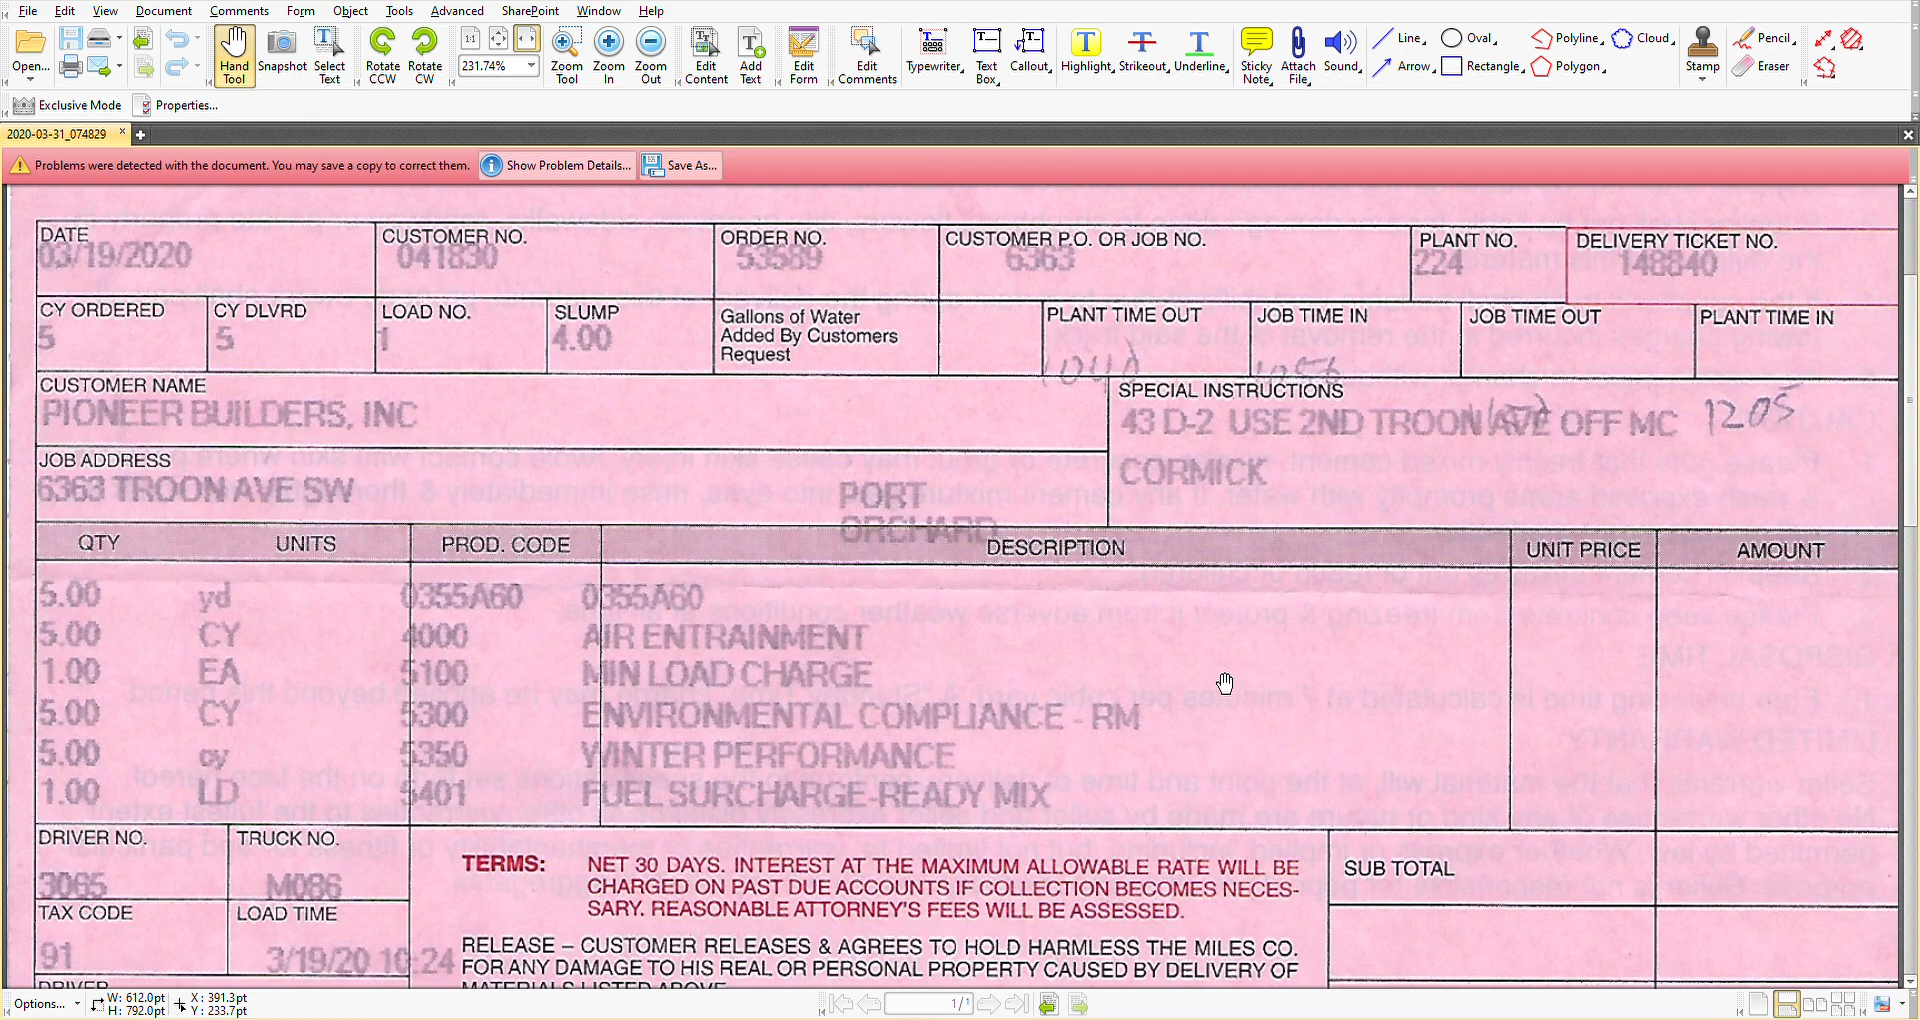 File Edit View Document Comments Form Object Tools Advanced SharePoint Window Help
Open... Hand Tool Snapshot Select Text Rotate CCW Rotate CW 1:1 231.74% Zoom Tool Zoom In Zoom Out Edit Content Add Text Edit Form Edit Comments Typewriter Text Box Callout Highlight Strikeout Underline Sticky Note Attach File Sound Line Arrow Oval Rectangle Polyline Polygon Cloud Stamp Pencil Eraser
Exclusive Mode Properties...
2020-03-31_074829
Problems were detected with the document. You may save a copy to correct them. Show Problem Details... Save As...
DATE CUSTOMER NO. ORDER NO. CUSTOMER P.O. OR JOB NO. PLANT NO. DELIVERY TICKET NO.
03/19/2020 041830 53589 6363 224 148840
CY ORDERED CY DLVRD LOAD NO. SLUMP Gallons of Water Added By Customers Request PLANT TIME OUT JOB TIME IN JOB TIME OUT PLANT TIME IN
5 5 1 4.00
CUSTOMER NAME SPECIAL INSTRUCTIONS
PIONEER BUILDERS, INC 43 D-2 USE 2ND TROON AVE OFF MC 1205
JOB ADDRESS CORMICK
6363 TROON AVE SW PORT
ORCHARD
QTY UNITS PROD. CODE DESCRIPTION UNIT PRICE AMOUNT
5.00 yd 0355A60 0355A60
5.00 CY 4000 AIR ENTRAINMENT
1.00 EA 5100 MIN LOAD CHARGE
5.00 CY 5300 ENVIRONMENTAL COMPLIANCE - RM
5.00 cy 5350 WINTER PERFORMANCE
1.00 LD 5401 FUEL SURCHARGE-READY MIX
DRIVER NO. TRUCK NO.
3065 M086
TAX CODE LOAD TIME
91 3/19/20 10:24
DRIVER
TERMS: NET 30 DAYS. INTEREST AT THE MAXIMUM ALLOWABLE RATE WILL BE
CHARGED ON PAST DUE ACCOUNTS IF COLLECTION BECOMES NECES-
SARY. REASONABLE ATTORNEY'S FEES WILL BE ASSESSED.
RELEASE – CUSTOMER RELEASES & AGREES TO HOLD HARMLESS THE MILES CO.
FOR ANY DAMAGE TO HIS REAL OR PERSONAL PROPERTY CAUSED BY DELIVERY OF
MATERIALS LISTED ABOVE.
SUB TOTAL
Options... W: 612.0pt H: 792.0pt X: 391.3pt Y: 233.7pt 1/1